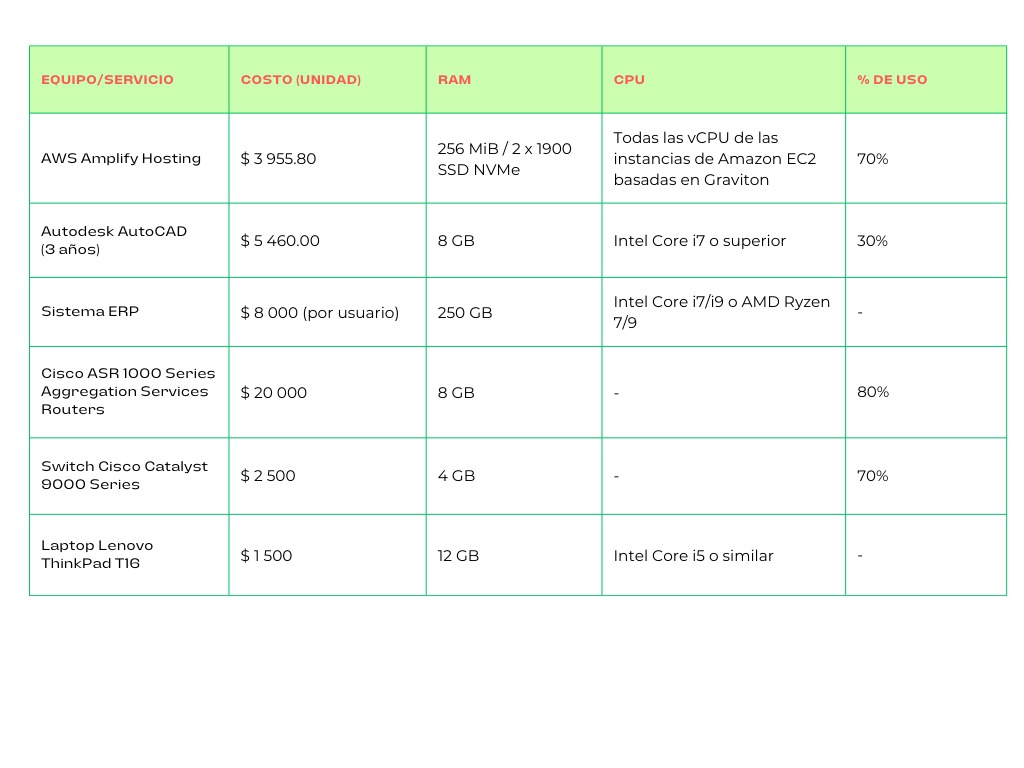 EQUIPO/SERVICIO
COSTO (UNIDAD)
RAM
CPU
% DE USO
AWS Amplify Hosting
$ 3 955.80
256 MiB / 2 x 1900
SSD NVMe
Todas las vCPU de las
instancias de Amazon EC2
basadas en Graviton
70%
Autodesk AutoCAD
(3 años)
$ 5 460.00
8 GB
Intel Core i7 o superior
30%
Sistema ERP
$ 8 000 (por usuario)
250 GB
Intel Core i7/i9 o AMD Ryzen
7/9
-
Cisco ASR 1000 Series
Aggregation Services
Routers
$ 20 000
8 GB
-
80%
Switch Cisco Catalyst
9000 Series
$ 2 500
4 GB
-
70%
Laptop Lenovo
ThinkPad T16
$ 1 500
12 GB
Intel Core i5 o similar
-